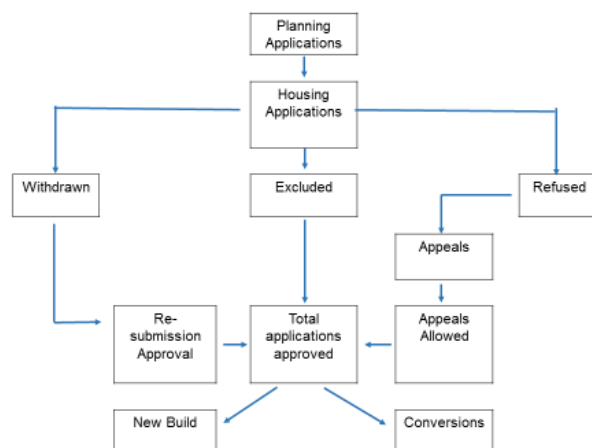 Planning
Applications
Housing
Applications
Withdrawn
Excluded
Refused
Appeals
Re-
submission
Approval
Total
applications
approved
Appeals
Allowed
New Build
Conversions